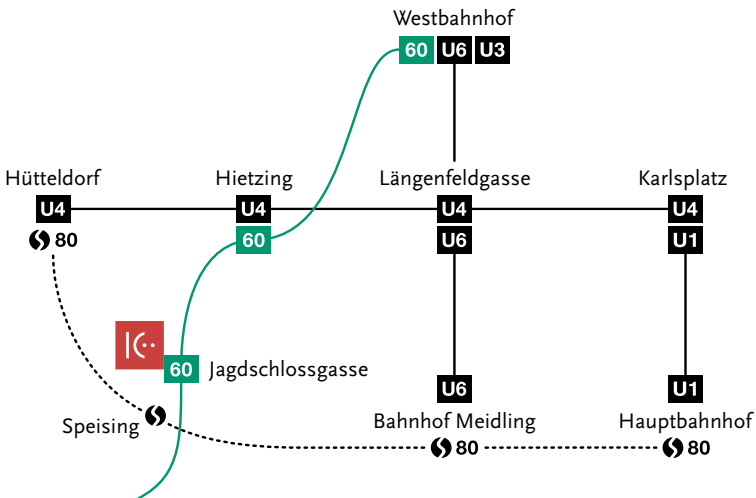 Westbahnhof
60 U6 U3
Hütteldorf Hietzing Längenfeldgasse Karlsplatz
U4 U4 U4 U4
80 60 U6 U1
60 Jagdschlossgasse
U6 U1
Speising Bahnhof Meidling Hauptbahnhof
80 80